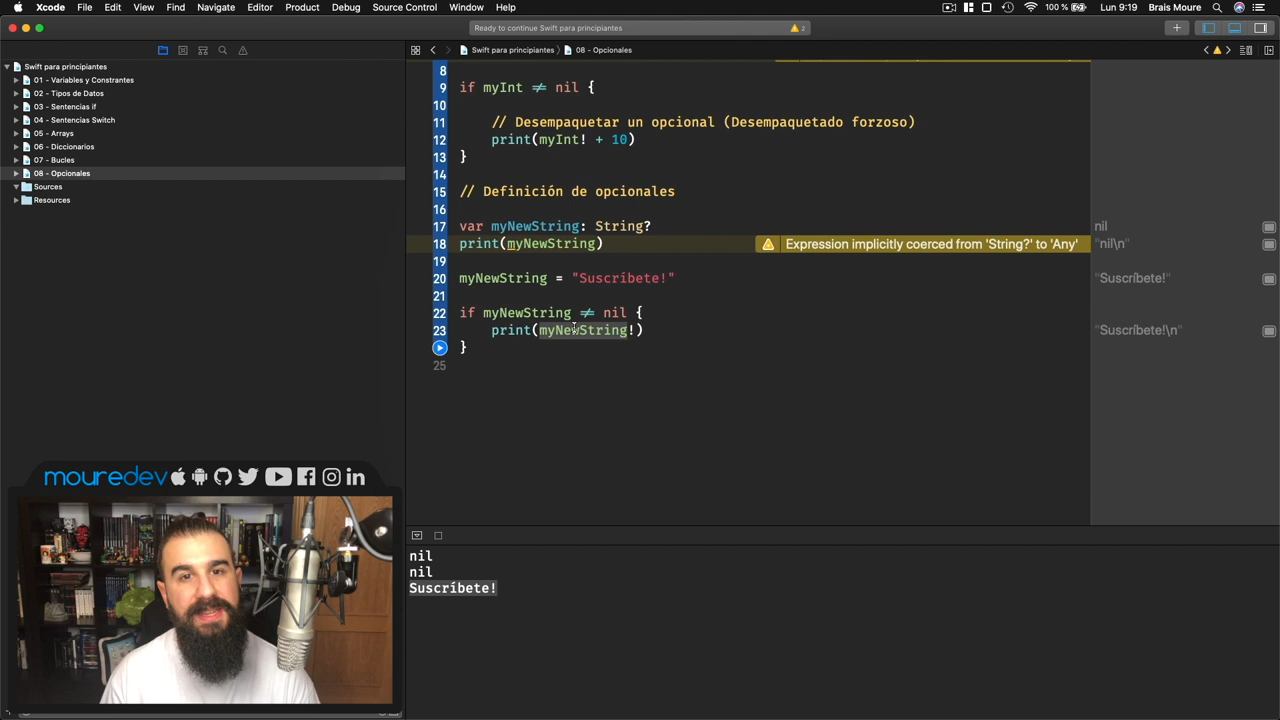 Xcode File Edit View Find Navigate Editor Product Debug Source Control Window Help 100 % Lun 9:19 Brais Moure
Ready to continue Swift para principiantes 2
Swift para principiantes 08 - Opcionales
Swift para principiantes
01 - Variables y Constrantes
02 - Tipos de Datos
03 - Sentencias if
04 - Sentencias Switch
05 - Arrays
06 - Diccionarios
07 - Bucles
08 - Opcionales
Sources
Resources
8
9 if myInt ≠ nil {
10
11 // Desempaquetar un opcional (Desempaquetado forzoso)
12 print(myInt! + 10)
13 }
14
15 // Definición de opcionales
16
17 var myNewString: String? nil
18 print(myNewString) Expression implicitly coerced from 'String?' to 'Any' "nil\n"
19
20 myNewString = "Suscríbete!" "Suscríbete!"
21
22 if myNewString ≠ nil {
23 print(myNewString!) "Suscríbete!\n"
}
25
mouredev
nil
nil
Suscríbete!